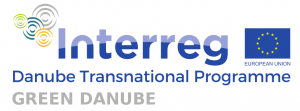 Interreg
EUROPEAN UNION
Danube Transnational Programme
GREEN DANUBE